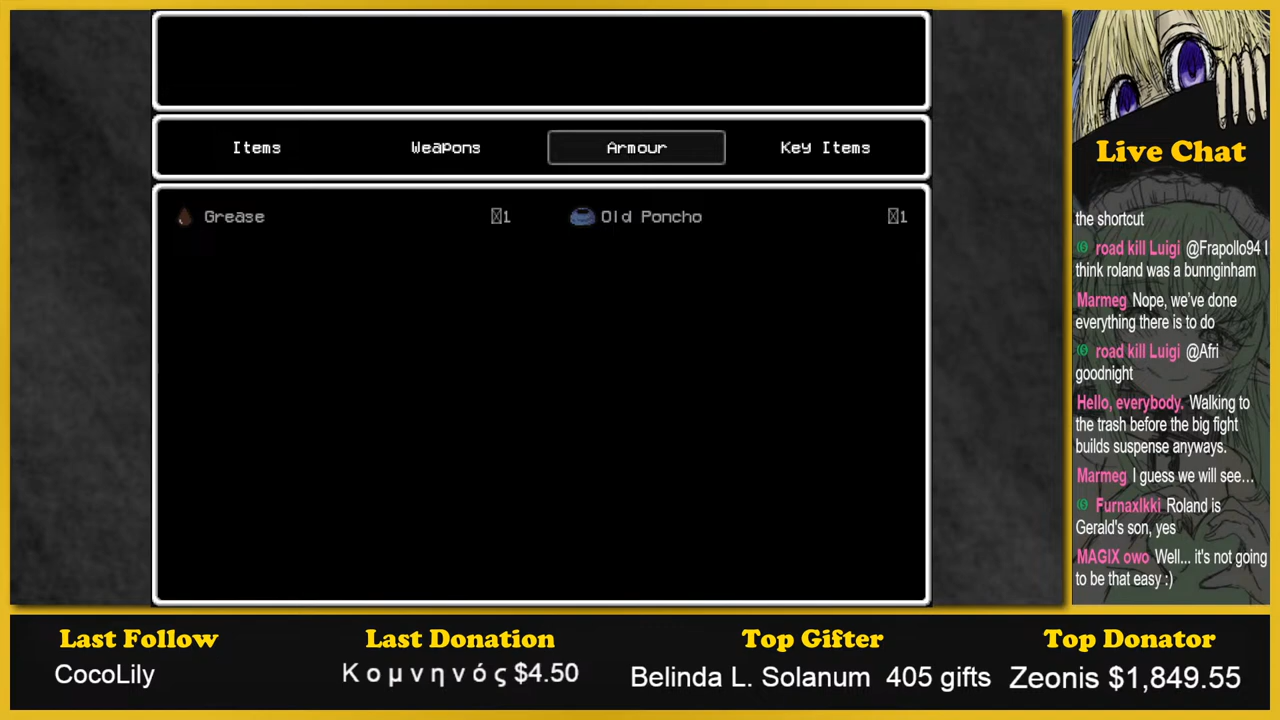 Items Weapons Armour Key Items
Grease 1 Old Poncho 1
Live Chat
the shortcut
road kill Luigi @Frapollo94 I
think roland was a bunnginham
Marmeg Nope, we've done
everything there is to do
road kill Luigi @Afri
goodnight
Hello, everybody. Walking to
the trash before the big fight
builds suspense anyways.
Marmeg I guess we will see...
Furnaxlkki Roland is
Gerald's son, yes
MAGIX owo Well... it's not going
to be that easy :)
Last Follow Last Donation Top Gifter Top Donator
CocoLily Κομνηνός $4.50 Belinda L. Solanum 405 gifts Zeonis $1,849.55